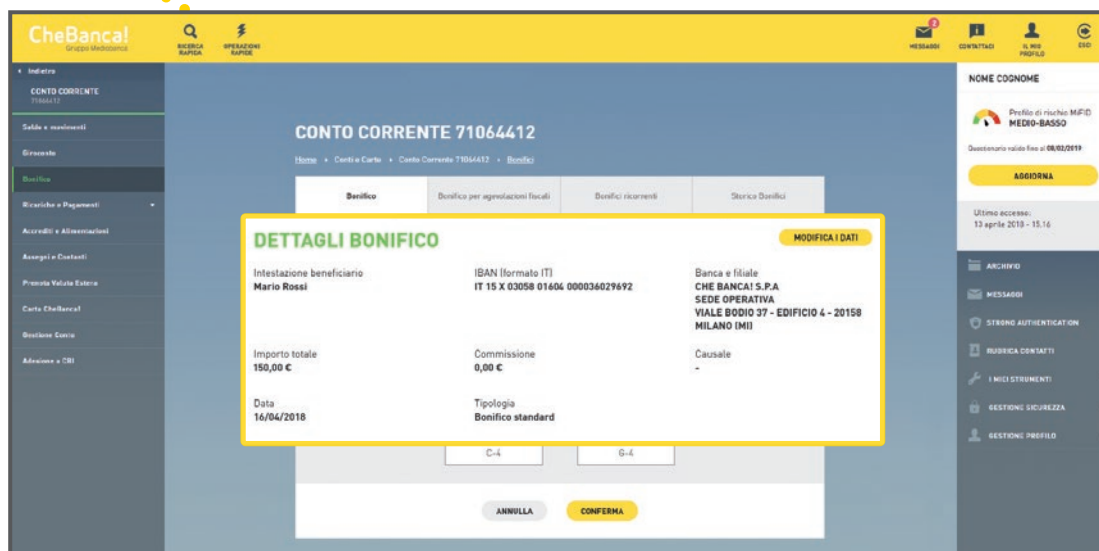 CheBanca!
Gruppo Mediobanca
RICERCA
RAPIDA
OPERAZIONI
RAPIDE
2
MESSAGGI
CONTATTACI
IL MIO
PROFILO
ESCI
Indietro
CONTO CORRENTE
71064412
Saldo e movimenti
Giroconto
Bonifico
Ricariche e Pagamenti
Accrediti e Alimentazioni
Assegni e Contanti
Prenota Valuta Estera
Carta CheBanca!
Gestione Conto
Adesione a CBI
CONTO CORRENTE 71064412
Home › Conti e Carte › Conto Corrente 71064412 › Bonifici
Bonifico
Bonifico per agevolazioni fiscali
Bonifici ricorrenti
Storico Bonifici
DETTAGLI BONIFICO
MODIFICA I DATI
Intestazione beneficiario
Mario Rossi
IBAN (formato IT)
IT 15 X 03058 01604 000036029692
Banca e filiale
CHE BANCA! S.P.A
SEDE OPERATIVA
VIALE BODIO 37 - EDIFICIO 4 - 20158
MILANO (MI)
Importo totale
150,00 €
Commissione
0,00 €
Causale
-
Data
16/04/2018
Tipologia
Bonifico standard
C-4
G-4
ANNULLA
CONFERMA
NOME COGNOME
Profilo di rischio MiFID
MEDIO-BASSO
Questionario valido fino al 08/02/2019
AGGIORNA
Ultimo accesso:
13 aprile 2018 - 15.16
ARCHIVIO
MESSAGGI
STRONG AUTHENTICATION
RUBRICA CONTATTI
I MIEI STRUMENTI
GESTIONE SICUREZZA
GESTIONE PROFILO